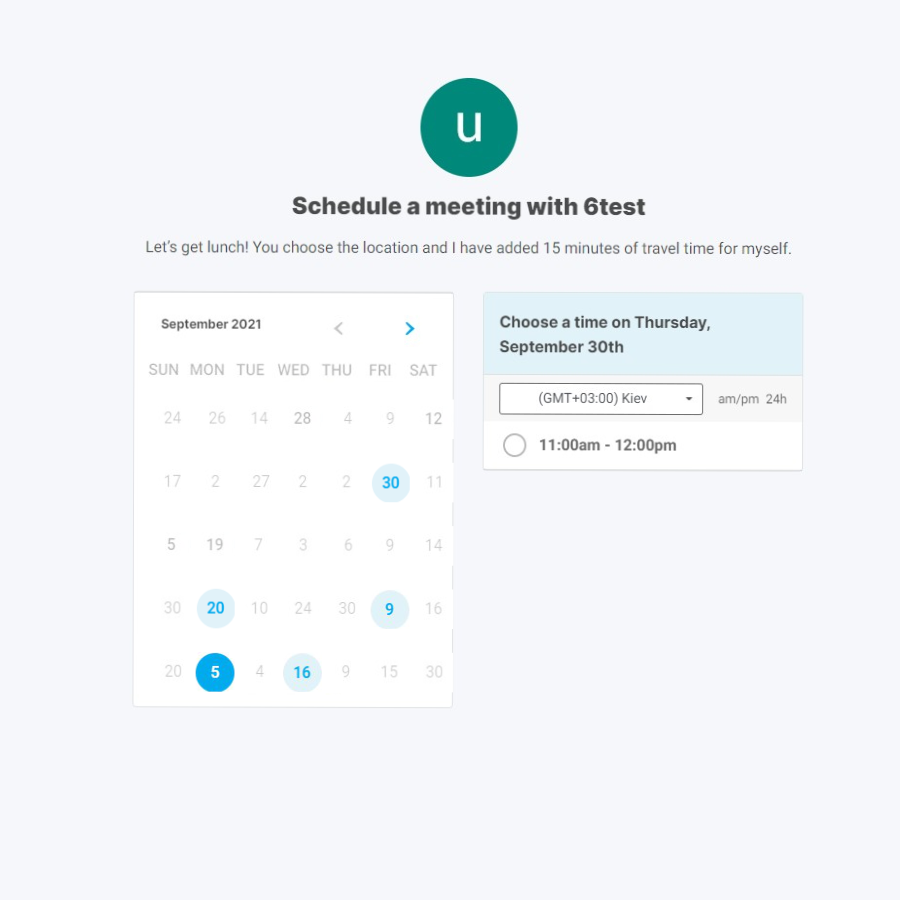 u
Schedule a meeting with 6test
Let's get lunch! You choose the location and I have added 15 minutes of travel time for myself.
September 2021
SUN MON TUE WED THU FRI SAT
24 26 14 28 4 9 12
17 2 27 2 2 30 11
5 19 7 3 6 9 14
30 20 10 24 30 9 16
20 5 4 16 9 15 30
Choose a time on Thursday,
September 30th
(GMT+03:00) Kiev am/pm 24h
11:00am - 12:00pm